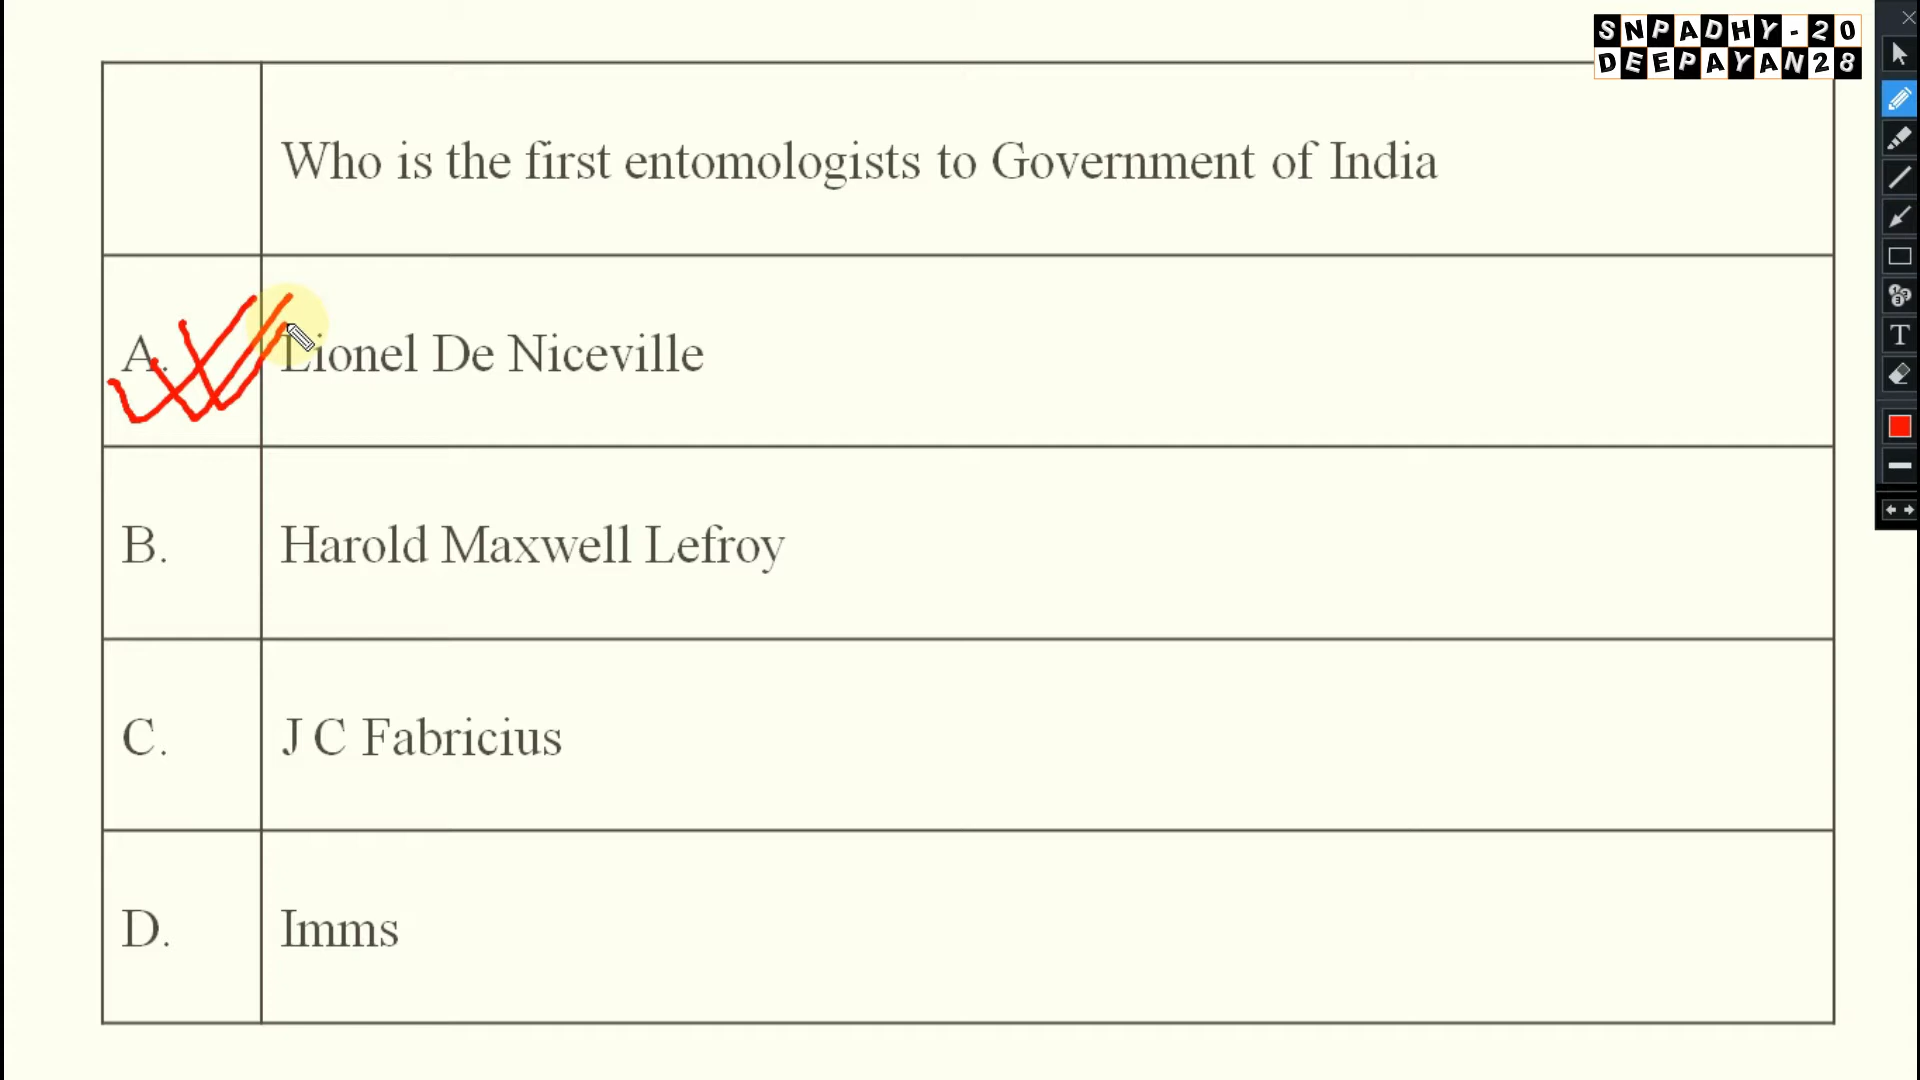 SNPADHY-20
DEEPAYAN28
Who is the first entomologists to Government of India
A. Lionel De Niceville
B. Harold Maxwell Lefroy
C. J C Fabricius
D. Imms